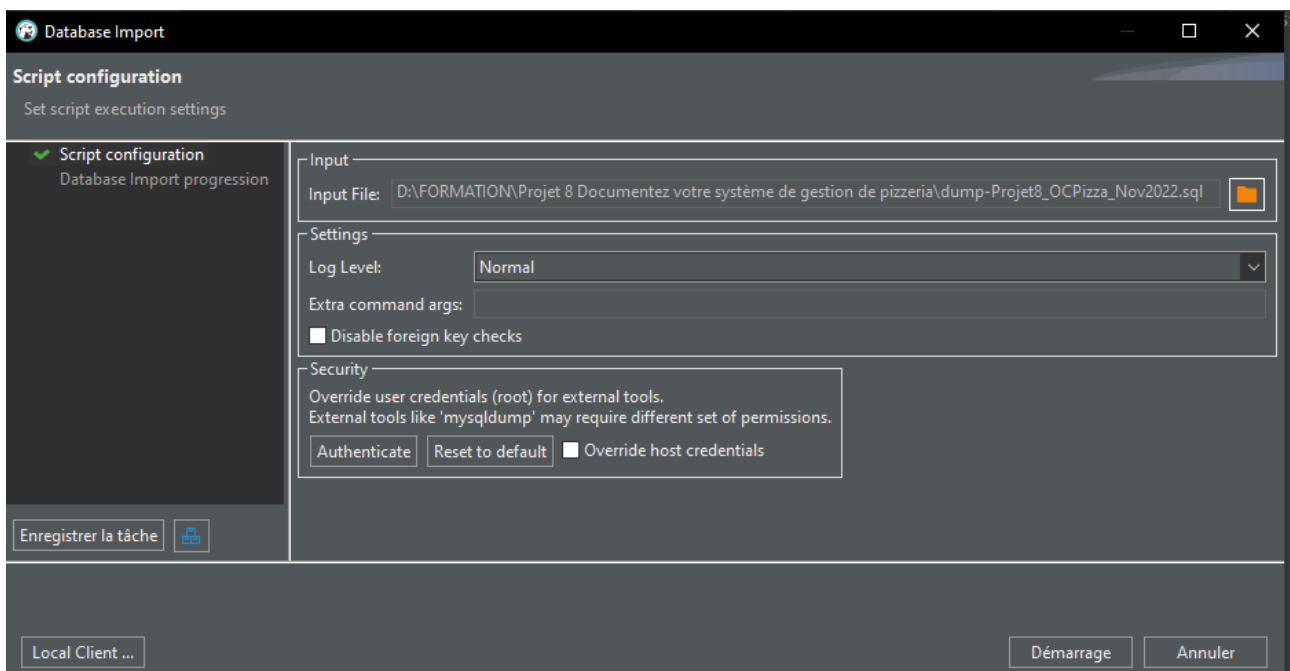 Database Import
Script configuration
Set script execution settings
Script configuration
Database Import progression
Input
Input File: D:\FORMATION\Projet 8 Documentez votre système de gestion de pizzeria\dump-Projet8_OCPizza_Nov2022.sql
Settings
Log Level: Normal
Extra command args:
Disable foreign key checks
Security
Override user credentials (root) for external tools.
External tools like 'mysqldump' may require different set of permissions.
Authenticate Reset to default Override host credentials
Enregistrer la tâche
Local Client ... Démarrage Annuler